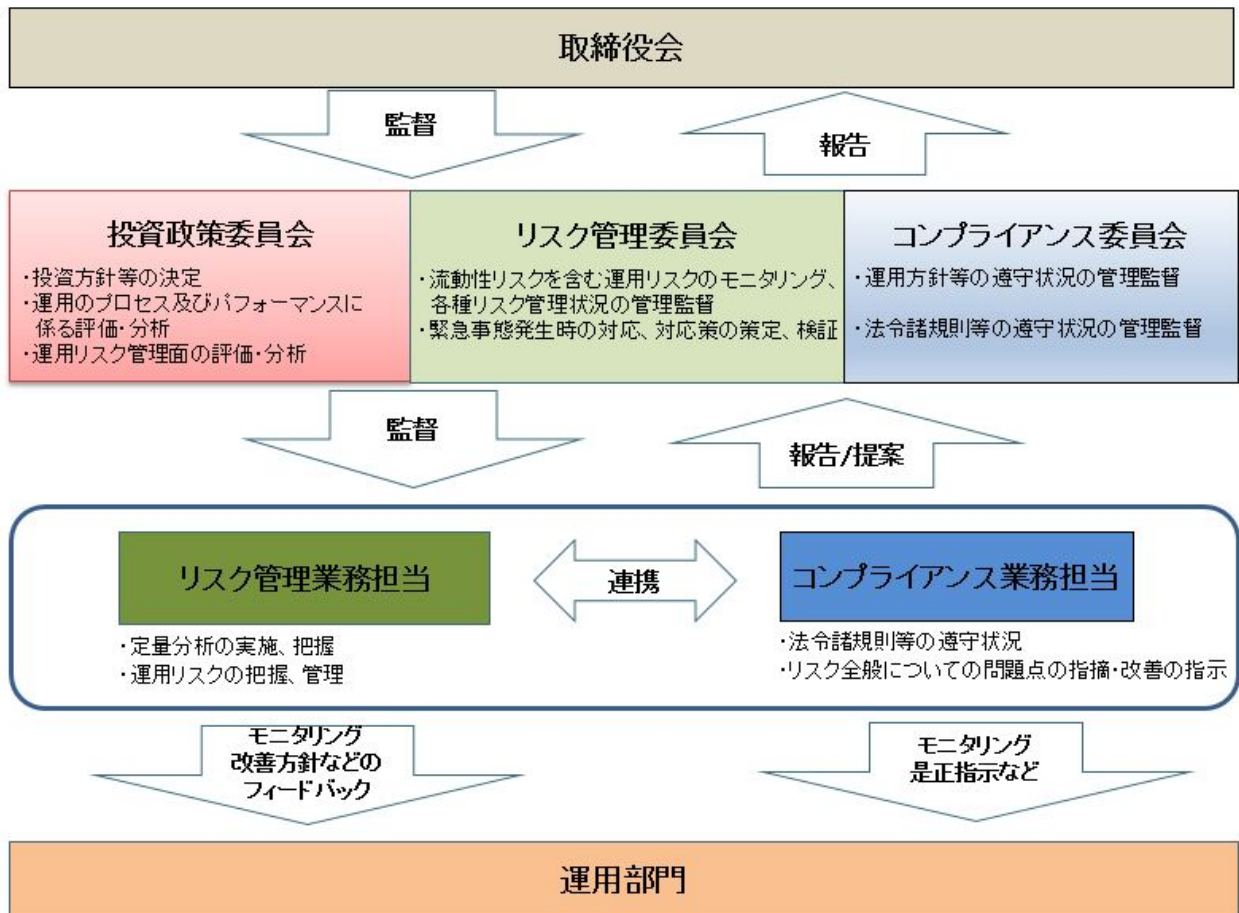 取締役会
監督
報告
投資政策委員会
・投資方針等の決定
・運用のプロセス及びパフォーマンスに
係る評価・分析
・運用リスク管理面の評価・分析
リスク管理委員会
・流動性リスクを含む運用リスクのモニタリング、
各種リスク管理状況の管理監督
・緊急事態発生時の対応、対応策の策定、検証
コンプライアンス委員会
・運用方針等の遵守状況の管理監督
・法令諸規則等の遵守状況の管理監督
監督
報告/提案
リスク管理業務担当
・定量分析の実施、把握
・運用リスクの把握、管理
連携
コンプライアンス業務担当
・法令諸規則等の遵守状況
・リスク全般についての問題点の指摘・改善の指示
モニタリング
改善方針などの
フィードバック
モニタリング
是正指示など
運用部門